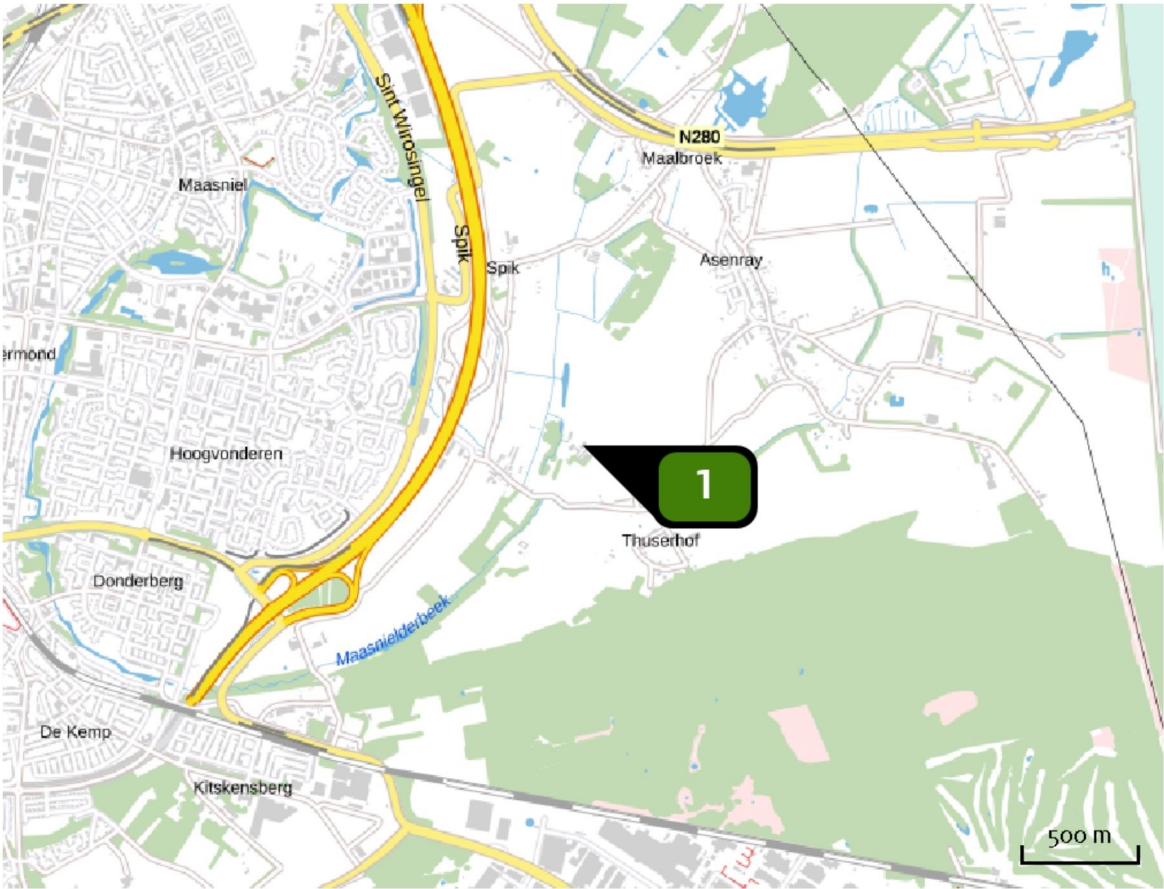 Sint Wirosingel
N280
Maalbroek
Maasniel
Spik
Spik
Asenray
h,
ermond
Hoogvonderen
1
Thuserhof
Donderberg
Maasnielderbeek
De Kemp
Kitskensberg
500 m